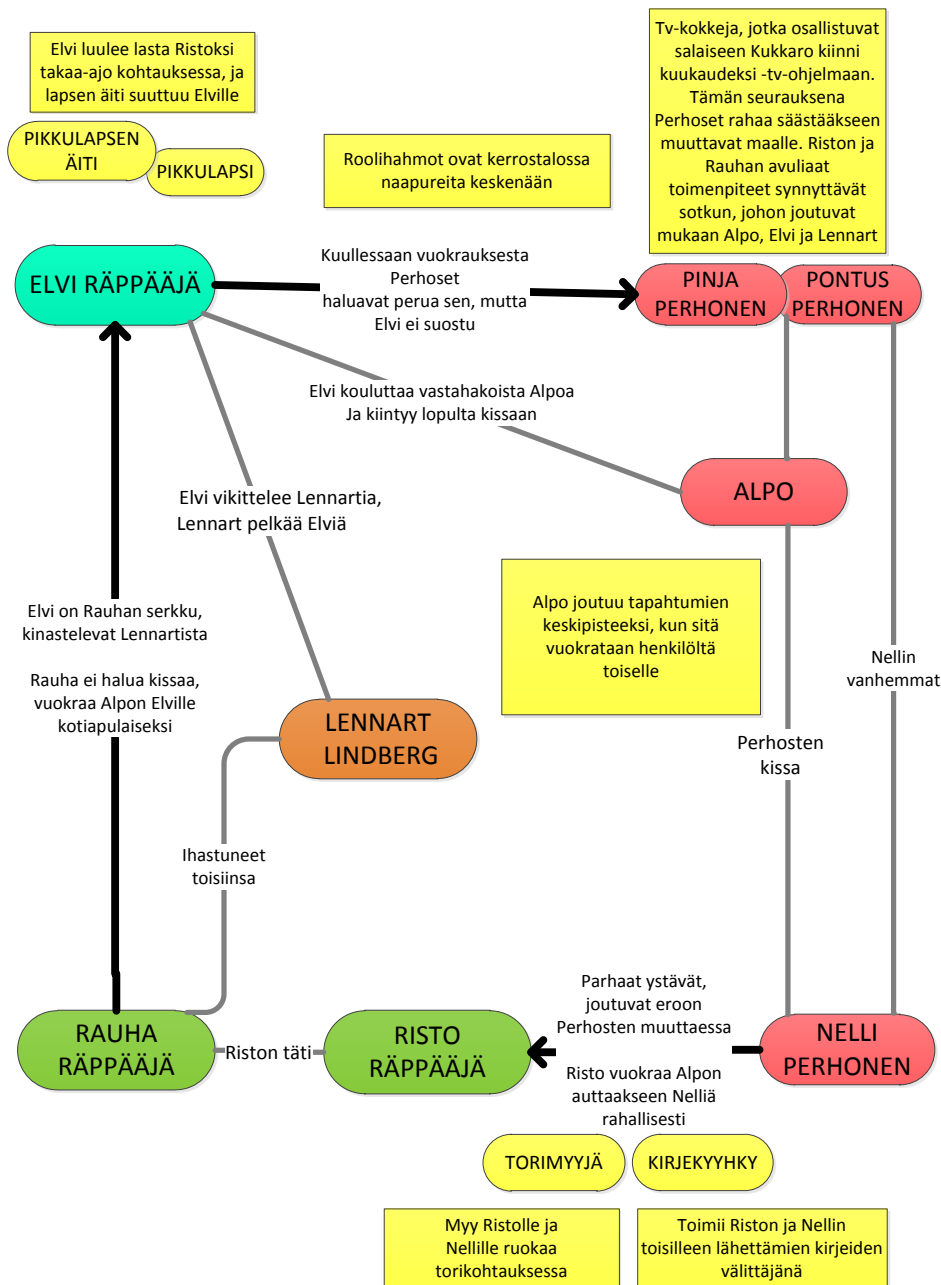 Elvi luulee lasta Ristoksi
takaa-ajo kohtauksessa, ja
lapsen äiti suuttuu Elville
PIKKULAPSEN
ÄITI
PIKKULAPSI
Roolihahmot ovat kerrostalossa
naapureita keskenään
Tv-kokkeja, jotka osallistuvat
salaiseen Kukkaro kiinni
kuukaudeksi -tv-ohjelmaan.
Tämän seurauksena
Perhoset rahaa säästääkseen
muuttavat maalle. Riston ja
Rauhan avuliaat
toimenpiteet synnyttävät
sotkun, johon joutuvat
mukaan Alpo, Elvi ja Lennart
ELVI RÄPPÄÄJÄ
Kuullessaan vuokrauksesta
Perhoset
haluavat perua sen, mutta
Elvi ei suostu
PINJA
PERHONEN
PONTUS
PERHONEN
Elvi kouluttaa vastahakoista Alpoa
Ja kiintyy lopulta kissaan
ALPO
Elvi vikittelee Lennartia,
Lennart pelkää Elviä
Alpo joutuu tapahtumien
keskipisteeksi, kun sitä
vuokrataan henkilöltä
toiselle
Elvi on Rauhan serkku,
kinastelevat Lennartista
Rauha ei halua kissaa,
vuokraa Alpon Elville
kotiapulaiseksi
Nellin
vanhemmat
LENNART
LINDBERG
Perhosten
kissa
Ihastuneet
toisiinsa
Parhaat ystävät,
joutuvat eroon
Perhosten muuttaessa
RAUHA
RÄPPÄÄJÄ
Riston täti
RISTO
RÄPPÄÄJÄ
NELLI
PERHONEN
Risto vuokraa Alpon
auttaakseen Nelliä
rahallisesti
TORIMYYJÄ
KIRJEKYYHKY
Myy Ristolle ja
Nellille ruokaa
torikohtauksessa
Toimii Riston ja Nellin
toisilleen lähettämien kirjeiden
välittäjänä